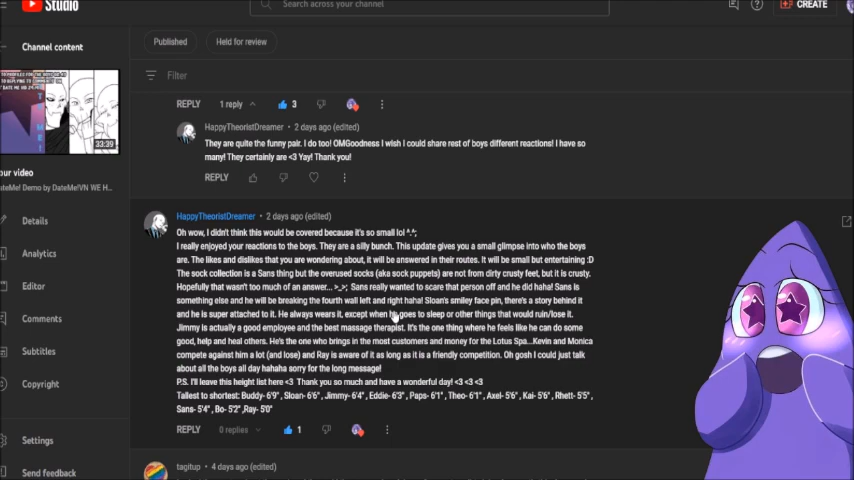 Studio
Search across your channel
CREATE
Channel content
Published
Held for review
Filter
33:39
our video
ateMe! Demo by DateMe!VN WE H...
Details
Analytics
Editor
Comments
Subtitles
Copyright
Settings
Send feedback
REPLY 1 reply 3
HappyTheoristDreamer • 2 days ago (edited)
They are quite the funny pair. I do too! OMGoodness I wish I could share rest of boys different reactions! I have so
many! They certainly are <3 Yay! Thank you!
REPLY
HappyTheoristDreamer • 2 days ago (edited)
Oh wow, I didn't think this would be covered because it's so small lol ^.^;
I really enjoyed your reactions to the boys. They are a silly bunch. This update gives you a small glimpse into who the boys
are. The likes and dislikes that you are wondering about, it will be answered in their routes. It will be small but entertaining :D
The sock collection is a Sans thing but the overused socks (aka sock puppets) are not from dirty crusty feet, but it is crusty.
Hopefully that wasn't too much of an answer... >_>; Sans really wanted to scare that person off and he did haha! Sans is
something else and he will be breaking the fourth wall left and right haha! Sloan's smiley face pin, there's a story behind it
and he is super attached to it. He always wears it, except when he goes to sleep or other things that would ruin/lose it.
Jimmy is actually a good employee and the best massage therapist. It's the one thing where he feels like he can do some
good, help and heal others. He's the one who brings in the most customers and money for the Lotus Spa...Kevin and Monica
compete against him a lot (and lose) and Ray is aware of it as long as it is a friendly competition. Oh gosh I could just talk
about all the boys all day hahaha sorry for the long message!
P.S. I'll leave this height list here <3 Thank you so much and have a wonderful day! <3 <3 <3
Tallest to shortest: Buddy- 6'9" , Sloan- 6'6" , Jimmy- 6'4" , Eddie- 6'3" , Paps- 6'1" , Theo- 6'1" , Axel- 5'6" , Kai- 5'6" , Rhett- 5'5" ,
Sans- 5'4" , Bo- 5'2" ,Ray- 5'0"
REPLY 0 replies 1
tagitup • 4 days ago (edited)